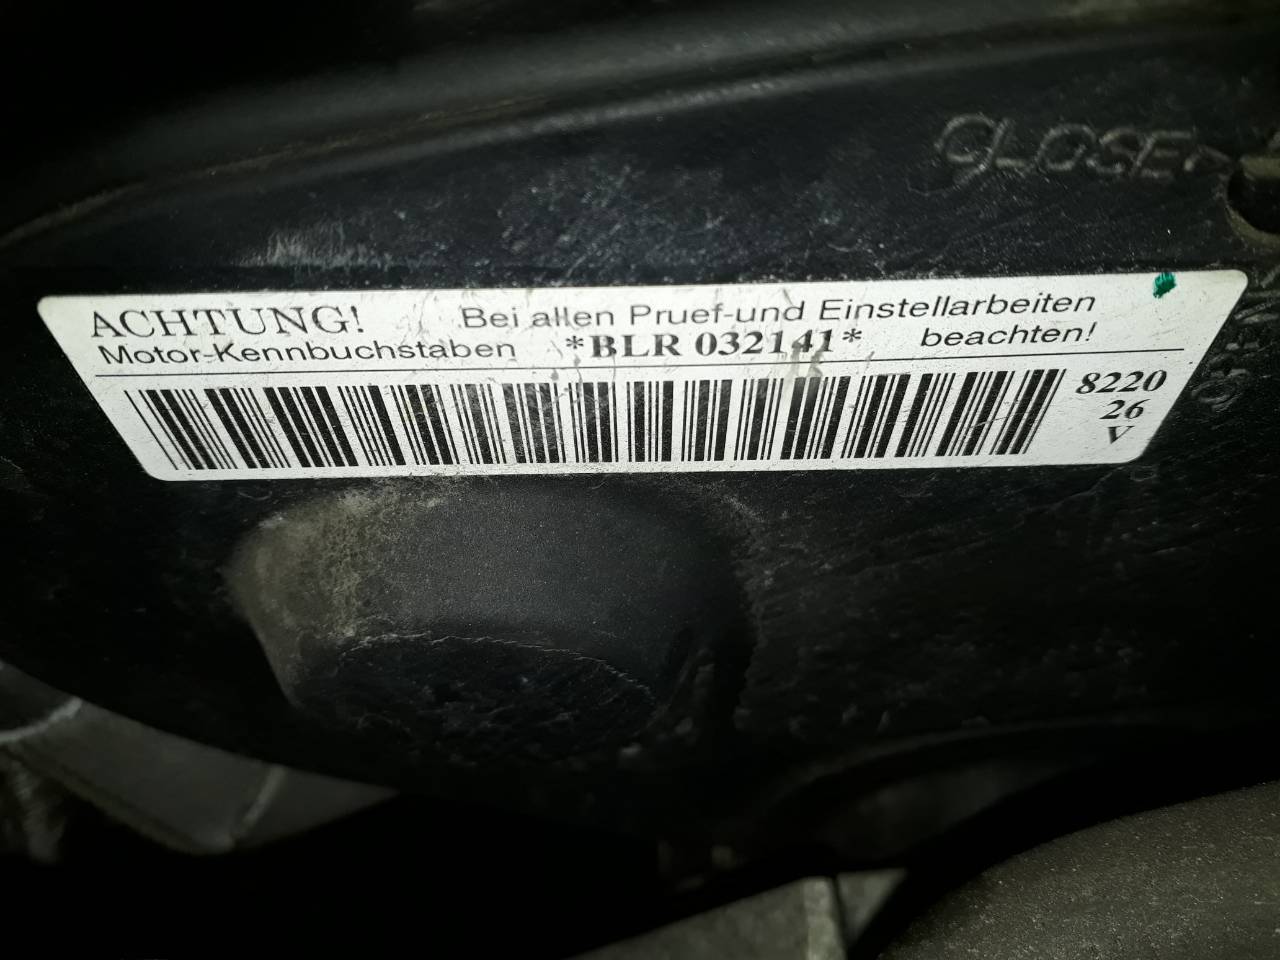 CLOSE
ACHTUNG! Bei allen Pruef-und Einstellarbeiten
Motor-Kennbuchstaben *BLR 032141* beachten!
8220
26
V